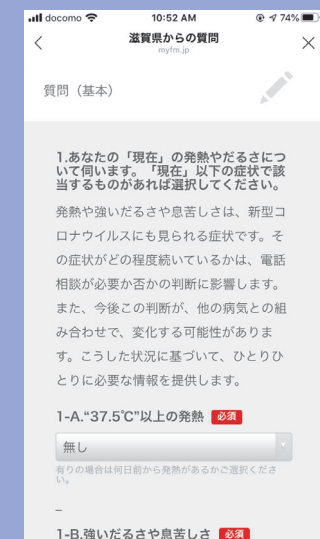 docomo 10:52 AM 74%
滋賀県からの質問
myfm.jp
質問（基本）
1.あなたの「現在」の発熱やだるさにつ
いて伺います。「現在」以下の症状で該
当するものがあれば選択してください。
発熱や強いだるさや息苦しさは、新型コ
ロナウイルスにも見られる症状です。そ
の症状がどの程度続いているかは、電話
相談が必要か否かの判断に影響します。
また、今後この判断が、他の病気との組
み合わせで、変化する可能性がありま
す。こうした状況に基づいて、ひとりひ
とりに必要な情報を提供します。
1-A.“37.5℃”以上の発熱 必須
無し
有りの場合は何日前から発熱があるかご選択くださ
い。
–
1-B.強いだるさや息苦しさ 必須